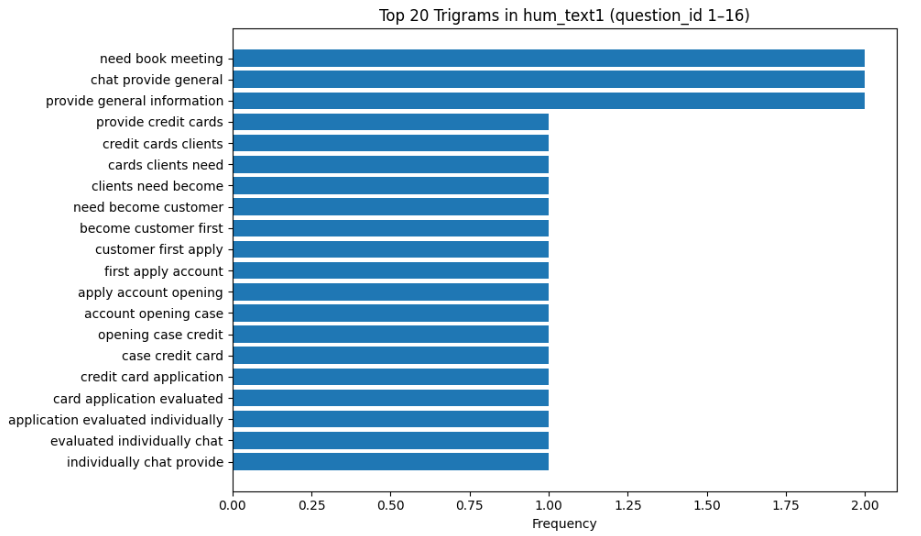 Top 20 Trigrams in hum_text1 (question_id 1–16)
need book meeting
chat provide general
provide general information
provide credit cards
credit cards clients
cards clients need
clients need become
need become customer
become customer first
customer first apply
first apply account
apply account opening
account opening case
opening case credit
case credit card
credit card application
card application evaluated
application evaluated individually
evaluated individually chat
individually chat provide
0.00 0.25 0.50 0.75 1.00 1.25 1.50 1.75 2.00
Frequency